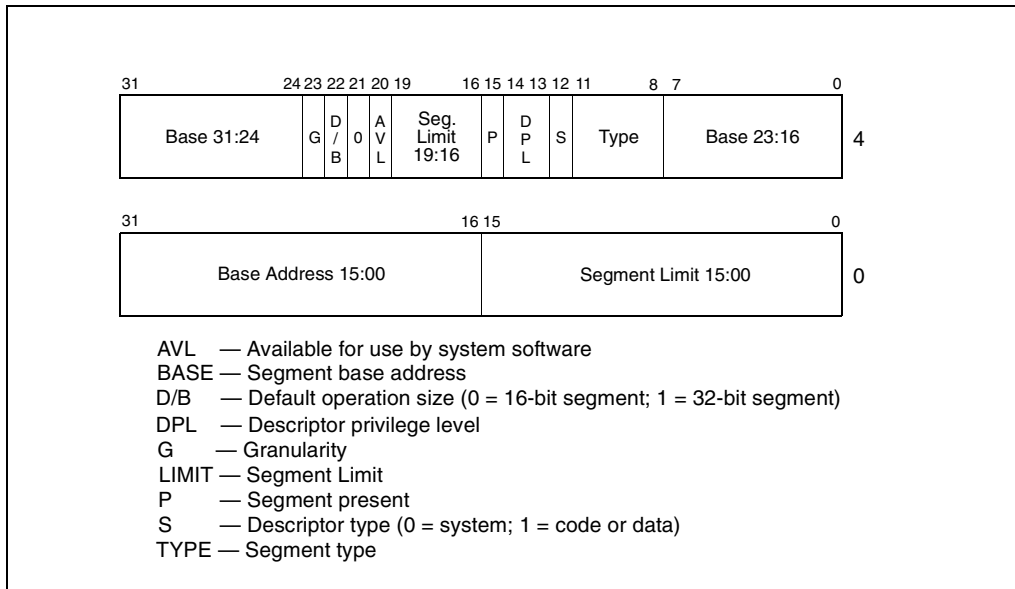 31 24 23 22 21 20 19 16 15 14 13 12 11 8 7 0
Base 31:24 G D/B 0 AVL Seg. Limit 19:16 P DPL S Type Base 23:16 4
31 16 15 0
Base Address 15:00 Segment Limit 15:00 0
AVL — Available for use by system software
BASE — Segment base address
D/B — Default operation size (0 = 16-bit segment; 1 = 32-bit segment)
DPL — Descriptor privilege level
G — Granularity
LIMIT — Segment Limit
P — Segment present
S — Descriptor type (0 = system; 1 = code or data)
TYPE — Segment type